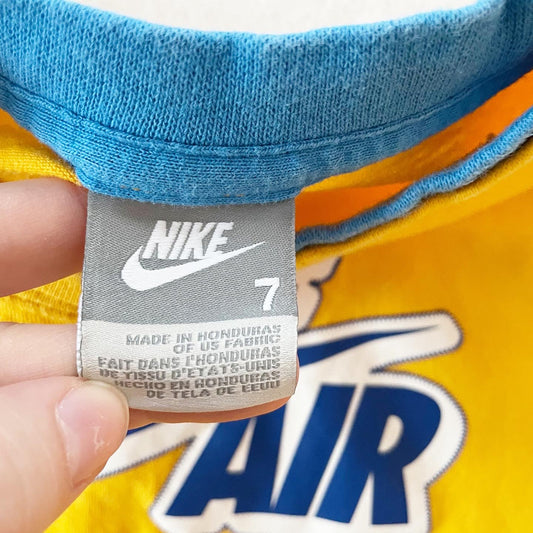 NIKE
7
MADE IN HONDURAS
OF US FABRIC
FAIT DANS L'HONDURAS
DE TISSU D'ETATS-UNIS
HECHO EN HONDURAS
DE TELA DE EEUU
AIR